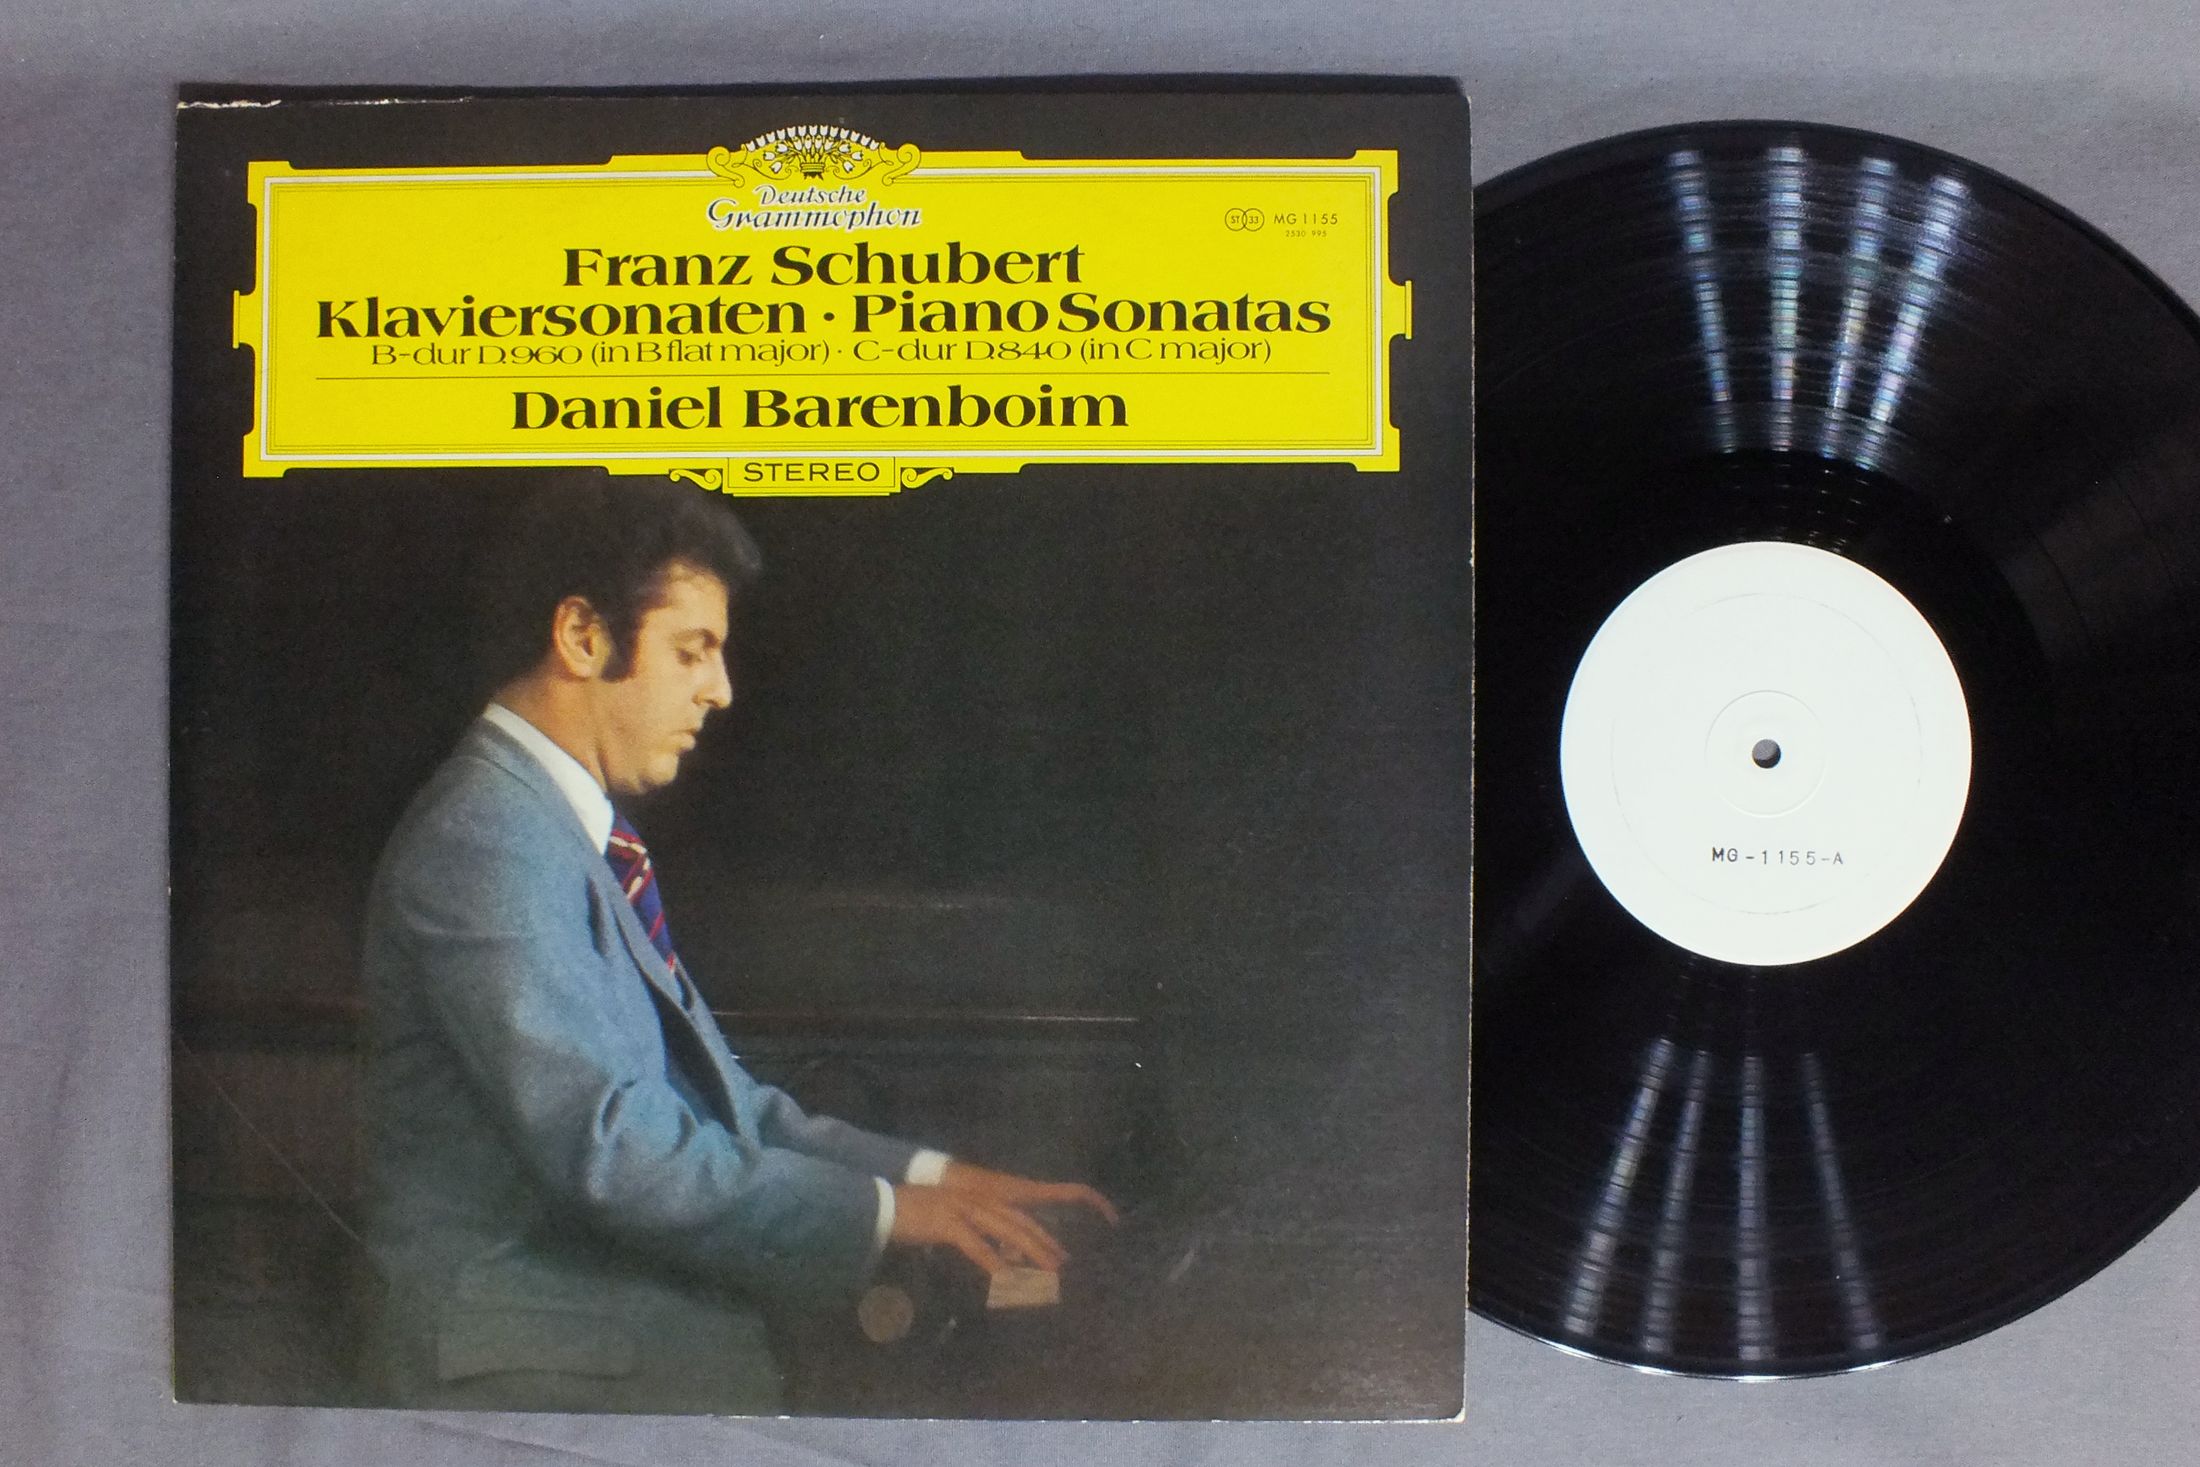 Deutsche
Grammophon
ST 33 MG 1155
2530 995
Franz Schubert
Klaviersonaten · Piano Sonatas
B-dur D.960 (in B flat major) · C-dur D.840 (in C major)
Daniel Barenboim
STEREO
MG-1155-A